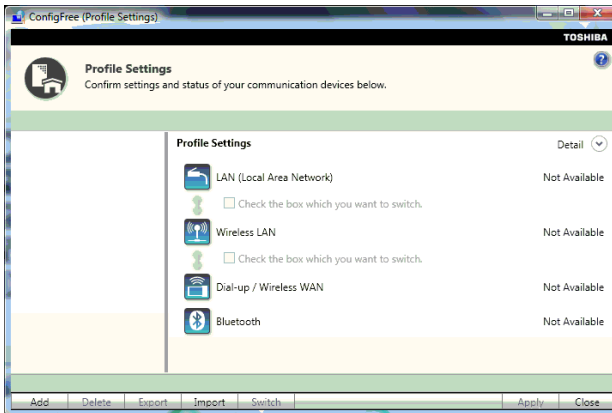 ConfigFree (Profile Settings)
TOSHIBA
Profile Settings
Confirm settings and status of your communication devices below.
Profile Settings
Detail
LAN (Local Area Network) Not Available
Check the box which you want to switch.
Wireless LAN Not Available
Check the box which you want to switch.
Dial-up / Wireless WAN Not Available
Bluetooth Not Available
Add Delete Export Import Switch Apply Close